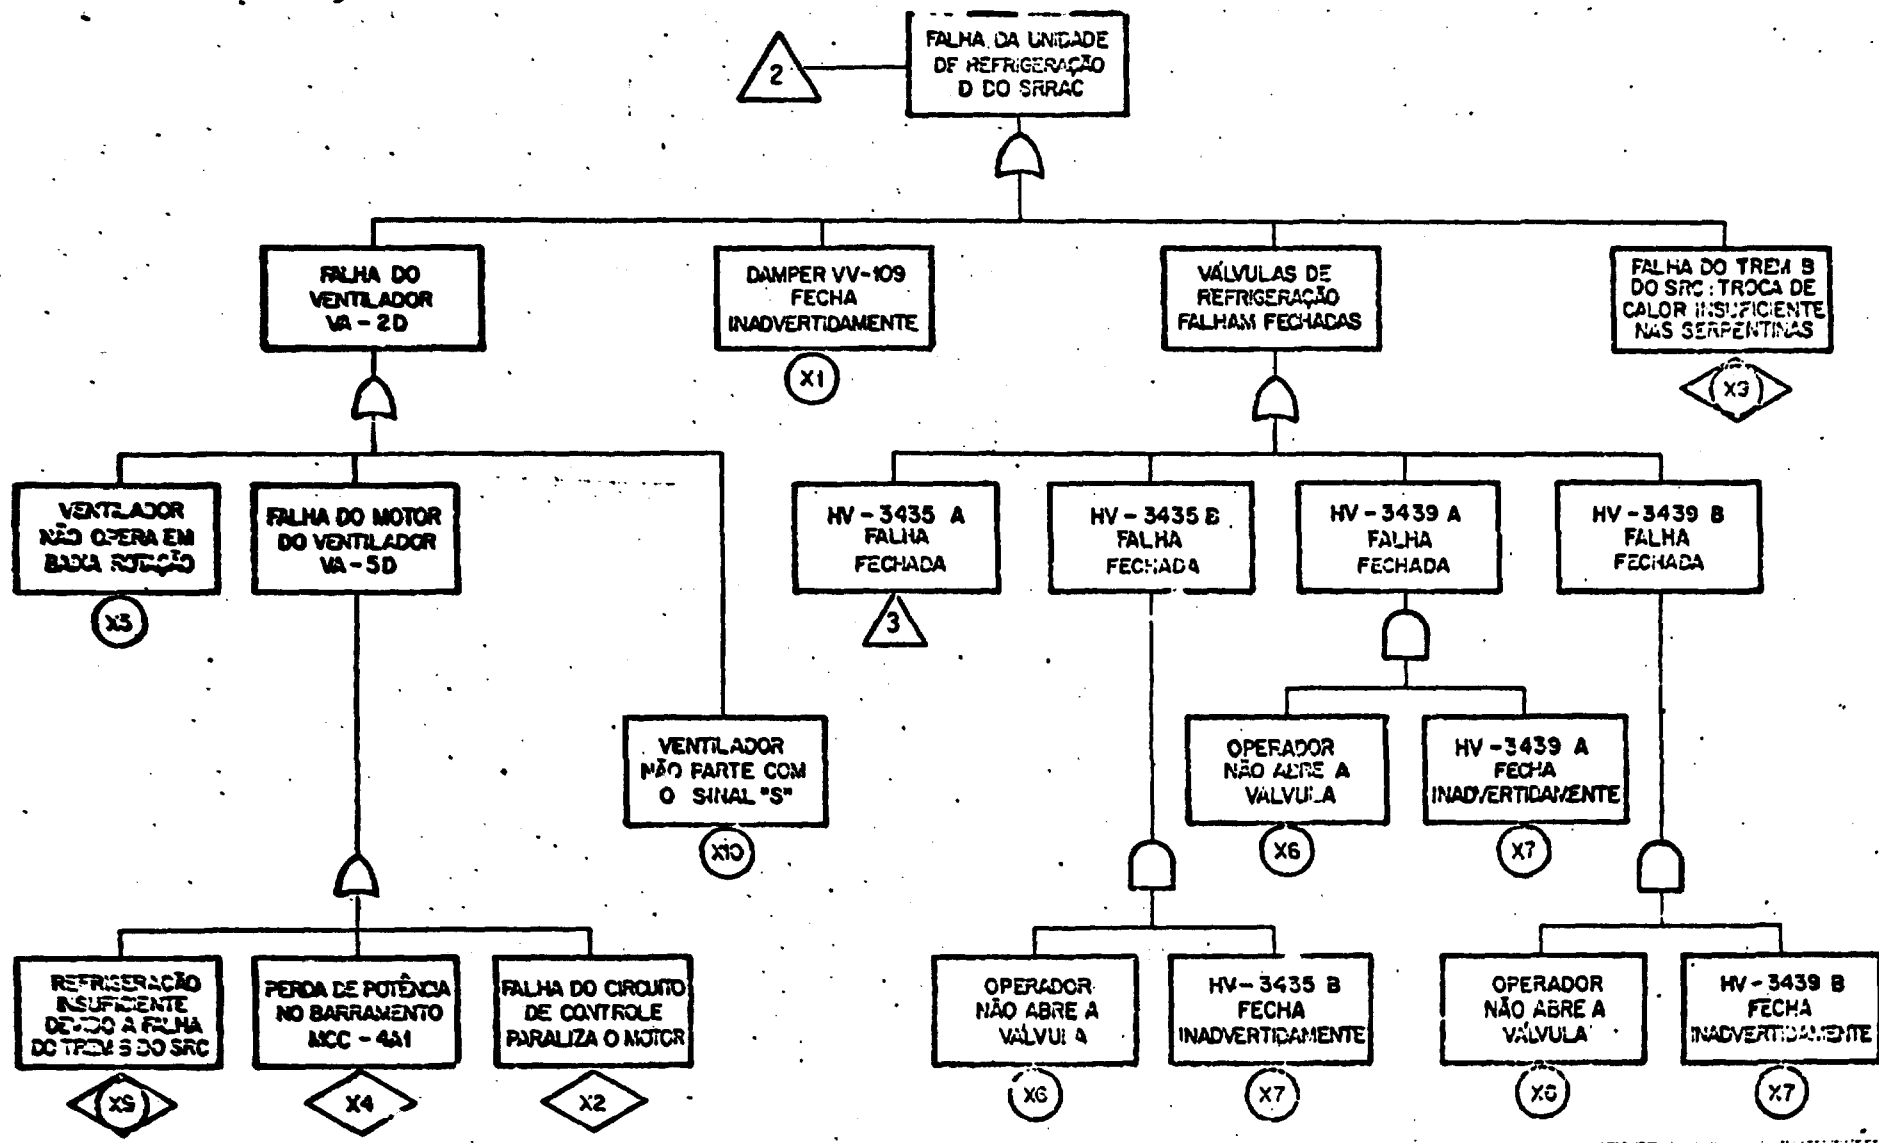 FALHA DA UNIDADE
DE REFRIGERAÇÃO
D DO SRRAC
2
FALHA DO
VENTILADOR
VA - 2D
DAMPER VV-109
FECHA
INADVERTIDAMENTE
X1
VÁLVULAS DE
REFRIGERAÇÃO
FALHAM FECHADAS
FALHA DO TREM B
DO SRC: TROCA DE
CALOR INSUFICIENTE
NAS SERPENTINAS
VENTILADOR
NÃO OPERA EM
BAIXA ROTAÇÃO
FALHA DO MOTOR
DO VENTILADOR
VA-5D
VENTILADOR
NÃO PARTE COM
O SINAL "S"
X10
HV - 3435 A
FALHA
FECHADA
3
HV - 3435 B
FALHA
FECHADA
HV - 3439 A
FALHA
FECHADA
HV - 3439 B
FALHA
FECHADA
OPERADOR
NÃO ABRE A
VÁLVULA
X6
HV - 3439 A
FECHA
INADVERTIDAMENTE
X7
REFRIGERAÇÃO
INSUFICIENTE
DEVIDO A FALHA
DO TREM B DO SRC
PERDA DE POTÊNCIA
NO BARRAMENTO
MCC - 4A1
X4
FALHA DO CIRCUITO
DE CONTROLE
PARALIZA O MOTOR
X2
OPERADOR
NÃO ABRE A
VÁLVULA
X6
HV - 3435 B
FECHA
INADVERTIDAMENTE
X7
OPERADOR
NÃO ABRE A
VÁLVULA
X6
HV - 3439 B
FECHA
INADVERTIDAMENTE
X7